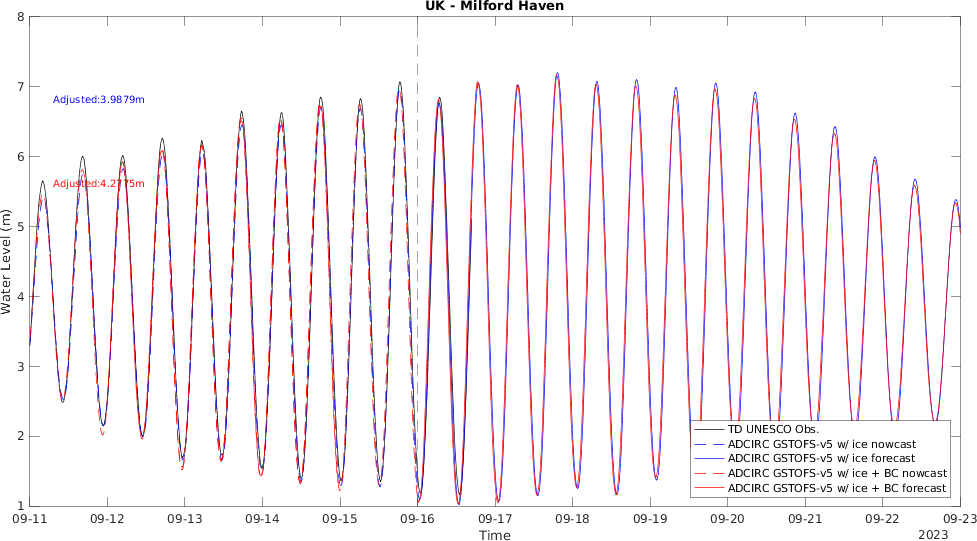 UK - Milford Haven
8
7
6
5
4
3
2
1
Water Level (m)
Adjusted:3.9879m
Adjusted:4.2775m
TD UNESCO Obs.
ADCIRC GSTOFS-v5 w/ ice nowcast
ADCIRC GSTOFS-v5 w/ ice forecast
ADCIRC GSTOFS-v5 w/ ice + BC nowcast
ADCIRC GSTOFS-v5 w/ ice + BC forecast
09-11 09-12 09-13 09-14 09-15 09-16 09-17 09-18 09-19 09-20 09-21 09-22 09-23
Time
2023